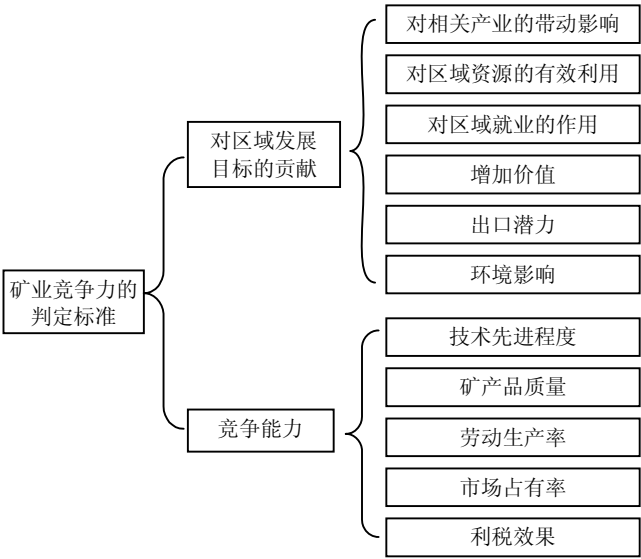 矿业竞争力的
判定标准
对区域发展
目标的贡献
对相关产业的带动影响
对区域资源的有效利用
对区域就业的作用
增加价值
出口潜力
环境影响
竞争能力
技术先进程度
矿产品质量
劳动生产率
市场占有率
利税效果